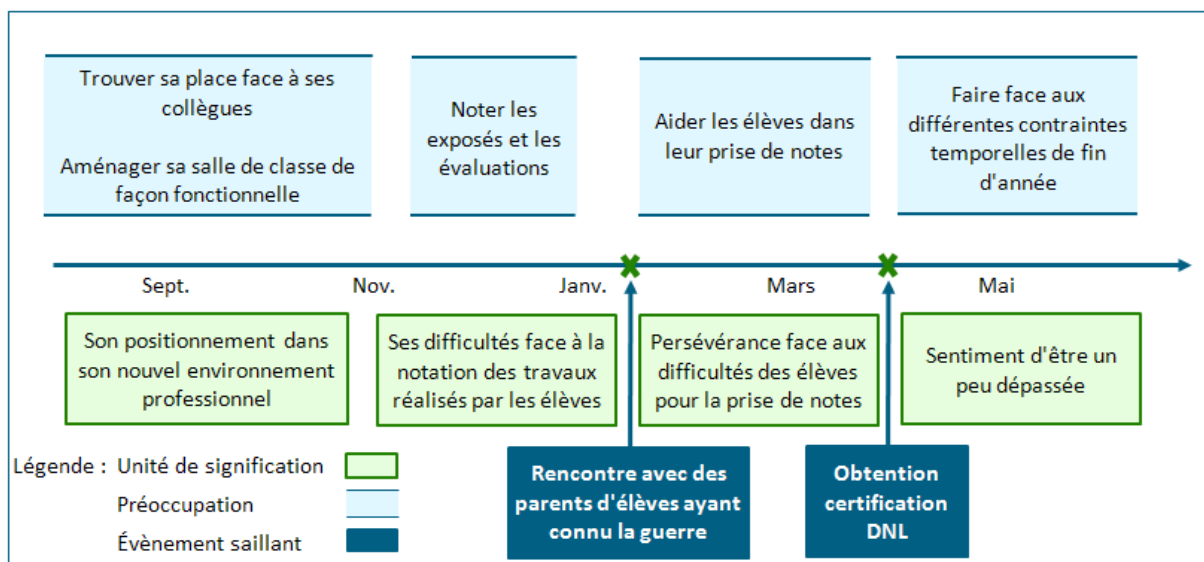 Trouver sa place face à ses
collègues
Aménager sa salle de classe de
façon fonctionnelle
Noter les
exposés et les
évaluations
Aider les élèves dans
leur prise de notes
Faire face aux
différentes contraintes
temporelles de fin
d'année
Sept.
Nov.
Janv.
Mars
Mai
Son positionnement dans
son nouvel environnement
professionnel
Ses difficultés face à la
notation des travaux
réalisés par les élèves
Persévérance face aux
difficultés des élèves
pour la prise de notes
Sentiment d'être un
peu dépassée
Légende : Unité de signification
Préoccupation
Évènement saillant
Rencontre avec des
parents d'élèves ayant
connu la guerre
Obtention
certification
DNL